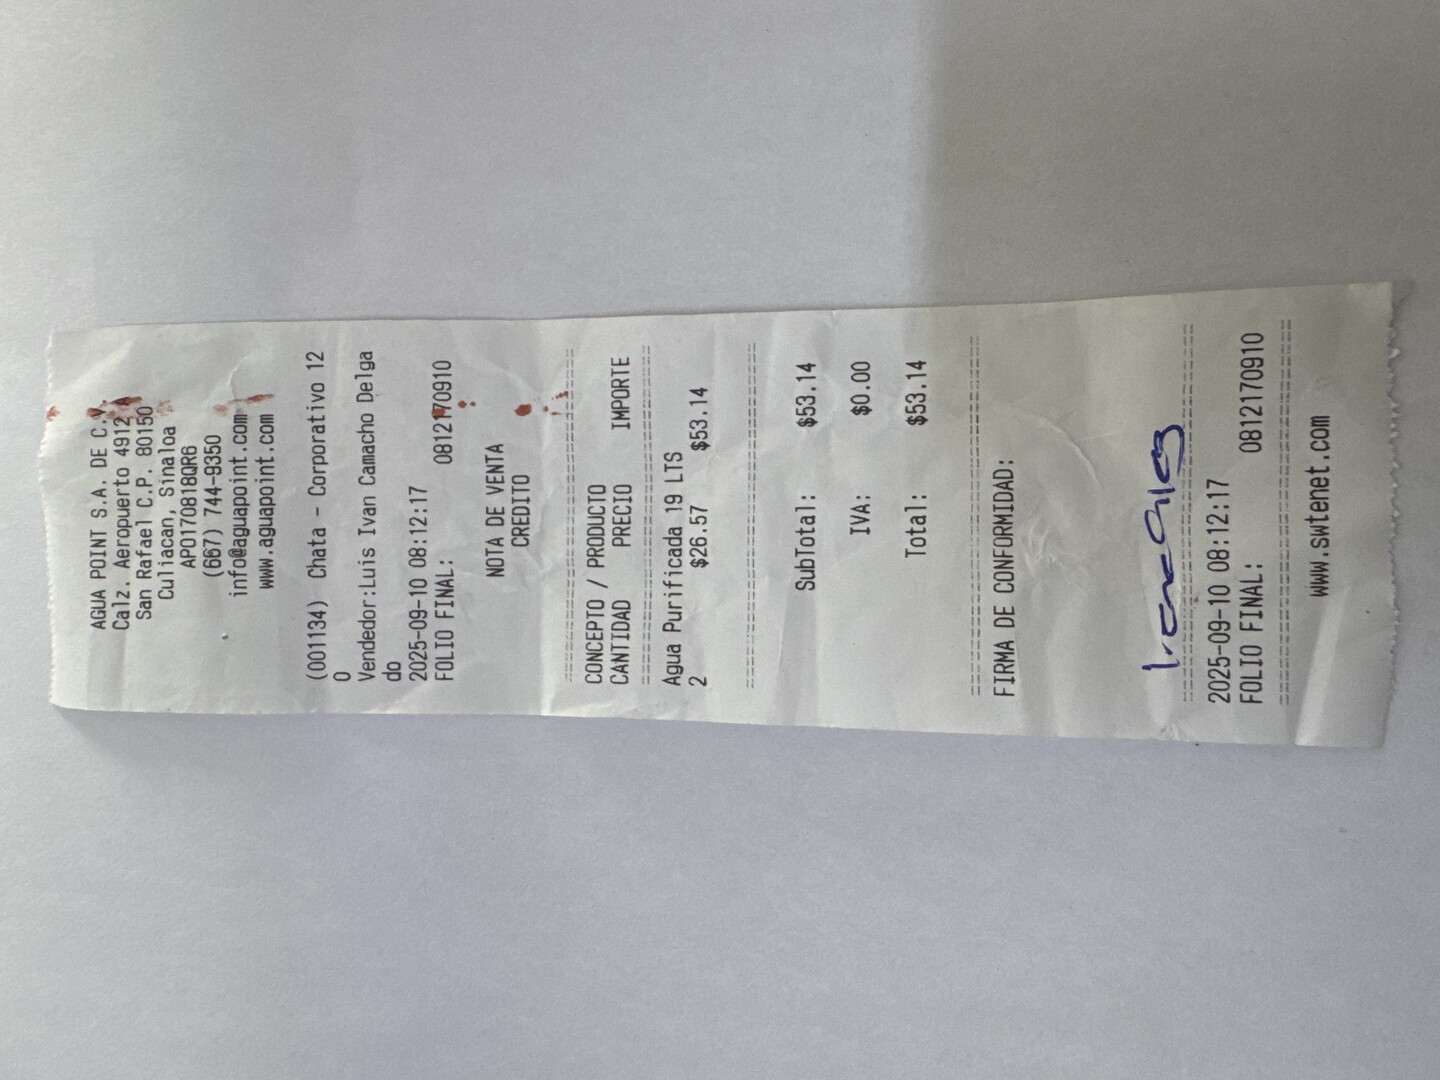 AGUA POINT S.A. DE C.V.
Calz. Aeropuerto 4912
San Rafael C.P. 80150
Culiacan, Sinaloa
APO170818QR6
(667) 744-9350
info@aguapoint.com
www.aguapoint.com
(001134) Chata - Corporativo 12
0
Vendedor:Luis Ivan Camacho Delga
do
2025-09-10 08:12:17
FOLIO FINAL: 0812170910
NOTA DE VENTA
CREDITO
================================
CONCEPTO / PRODUCTO
CANTIDAD PRECIO IMPORTE
================================
Agua Purificada 19 LTS
2 $26.57 $53.14
================================
SubTotal: $53.14
IVA: $0.00
Total: $53.14
================================
FIRMA DE CONFORMIDAD:
================================
2025-09-10 08:12:17
FOLIO FINAL: 0812170910
================================
www.swtenet.com